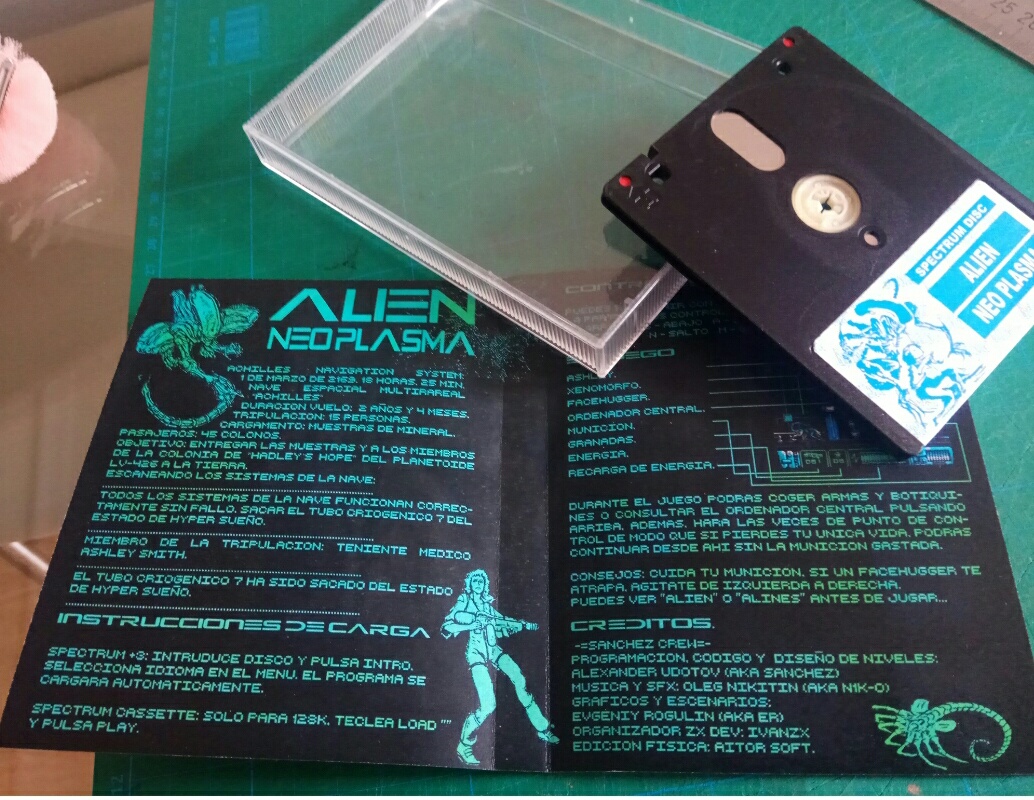 ALIEN
NEO PLASMA
ACHILLES NAVIGATION SYSTEM:
1 DE MARZO DE 2169. 18 HORAS. 25 MIN.
NAVE ESPACIAL MULTIRAREAL
"ACHILLES"
DURACION VUELO: 2 AÑOS Y 4 MESES.
TRIPULACION: 15 PERSONAS.
CARGAMENTO: MUESTRAS DE MINERAL.
PASAJEROS: 45 COLONOS.
OBJETIVO: ENTREGAR LAS MUESTRAS Y A LOS MIEMBROS
DE LA COLONIA DE "HADLEY'S HOPE" DEL PLANETOIDE
LV-426 A LA TIERRA.
ESCANEANDO LOS SISTEMAS DE LA NAVE:
TODOS LOS SISTEMAS DE LA NAVE FUNCIONAN CORREC-
TAMENTE SIN FALLO. SACAR EL TUBO CRIOGENICO 7 DEL
ESTADO DE HYPER SUEÑO.
MIEMBRO DE LA TRIPULACION: TENIENTE MEDICO
ASHLEY SMITH.
EL TUBO CRIOGENICO 7 HA SIDO SACADO DEL ESTADO
DE HYPER SUEÑO.
INSTRUCCIONES DE CARGA
SPECTRUM +3: INTRUDUCE DISCO Y PULSA INTRO.
SELECCIONA IDIOMA EN EL MENU. EL PROGRAMA SE
CARGARA AUTOMATICAMENTE.
SPECTRUM CASSETTE: SOLO PARA 128K. TECLEA LOAD ""
Y PULSA PLAY.
ABAJO:
N - SALTO
XENOMORFO.
FACEHUGGER.
ORDENADOR CENTRAL.
MUNICION.
GRANADAS.
ENERGIA.
RECARGA DE ENERGIA.
DURANTE EL JUEGO PODRAS COGER ARMAS Y BOTIQUI-
NES O CONSULTAR EL ORDENADOR CENTRAL PULSANDO
ARRIBA. ADEMAS, HARA LAS VECES DE PUNTO DE CON-
TROL DE MODO QUE SI PIERDES TU UNICA VIDA, PODRAS
CONTINUAR DESDE AHI SIN LA MUNICION GASTADA.
CONSEJOS: CUIDA TU MUNICION. SI UN FACEHUGGER TE
ATRAPA, AGITATE DE IZQUIERDA A DERECHA.
PUEDES VER "ALIEN" O "ALINES" ANTES DE JUGAR...
CREDITOS.
-=SANCHEZ CREW=-
PROGRAMACION, CODIGO Y DISEÑO DE NIVELES:
ALEXANDER UDOTOV (AKA SANCHEZ)
MUSICA Y SFX: OLEG NIKITIN (AKA N1K-O)
GRAFICOS Y ESCENARIOS:
EVGENIY ROGULIN (AKA ER)
ORGANIZADOR ZX DEV: IVANZX
EDICION FISICA: AITOR SOFT.
SPECTRUM DISC
ALIEN
NEO PLASMA